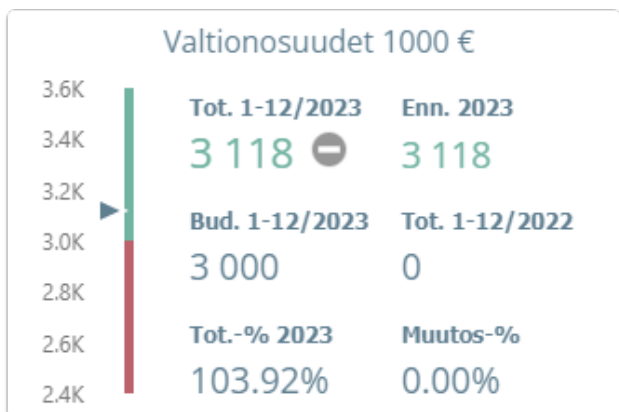 Valtionosuudet 1000 €
3.6K
3.4K
3.2K
3.0K
2.8K
2.6K
2.4K
Tot. 1-12/2023 Enn. 2023
3 118 3 118
Bud. 1-12/2023 Tot. 1-12/2022
3 000 0
Tot.-% 2023 Muutos-%
103.92% 0.00%